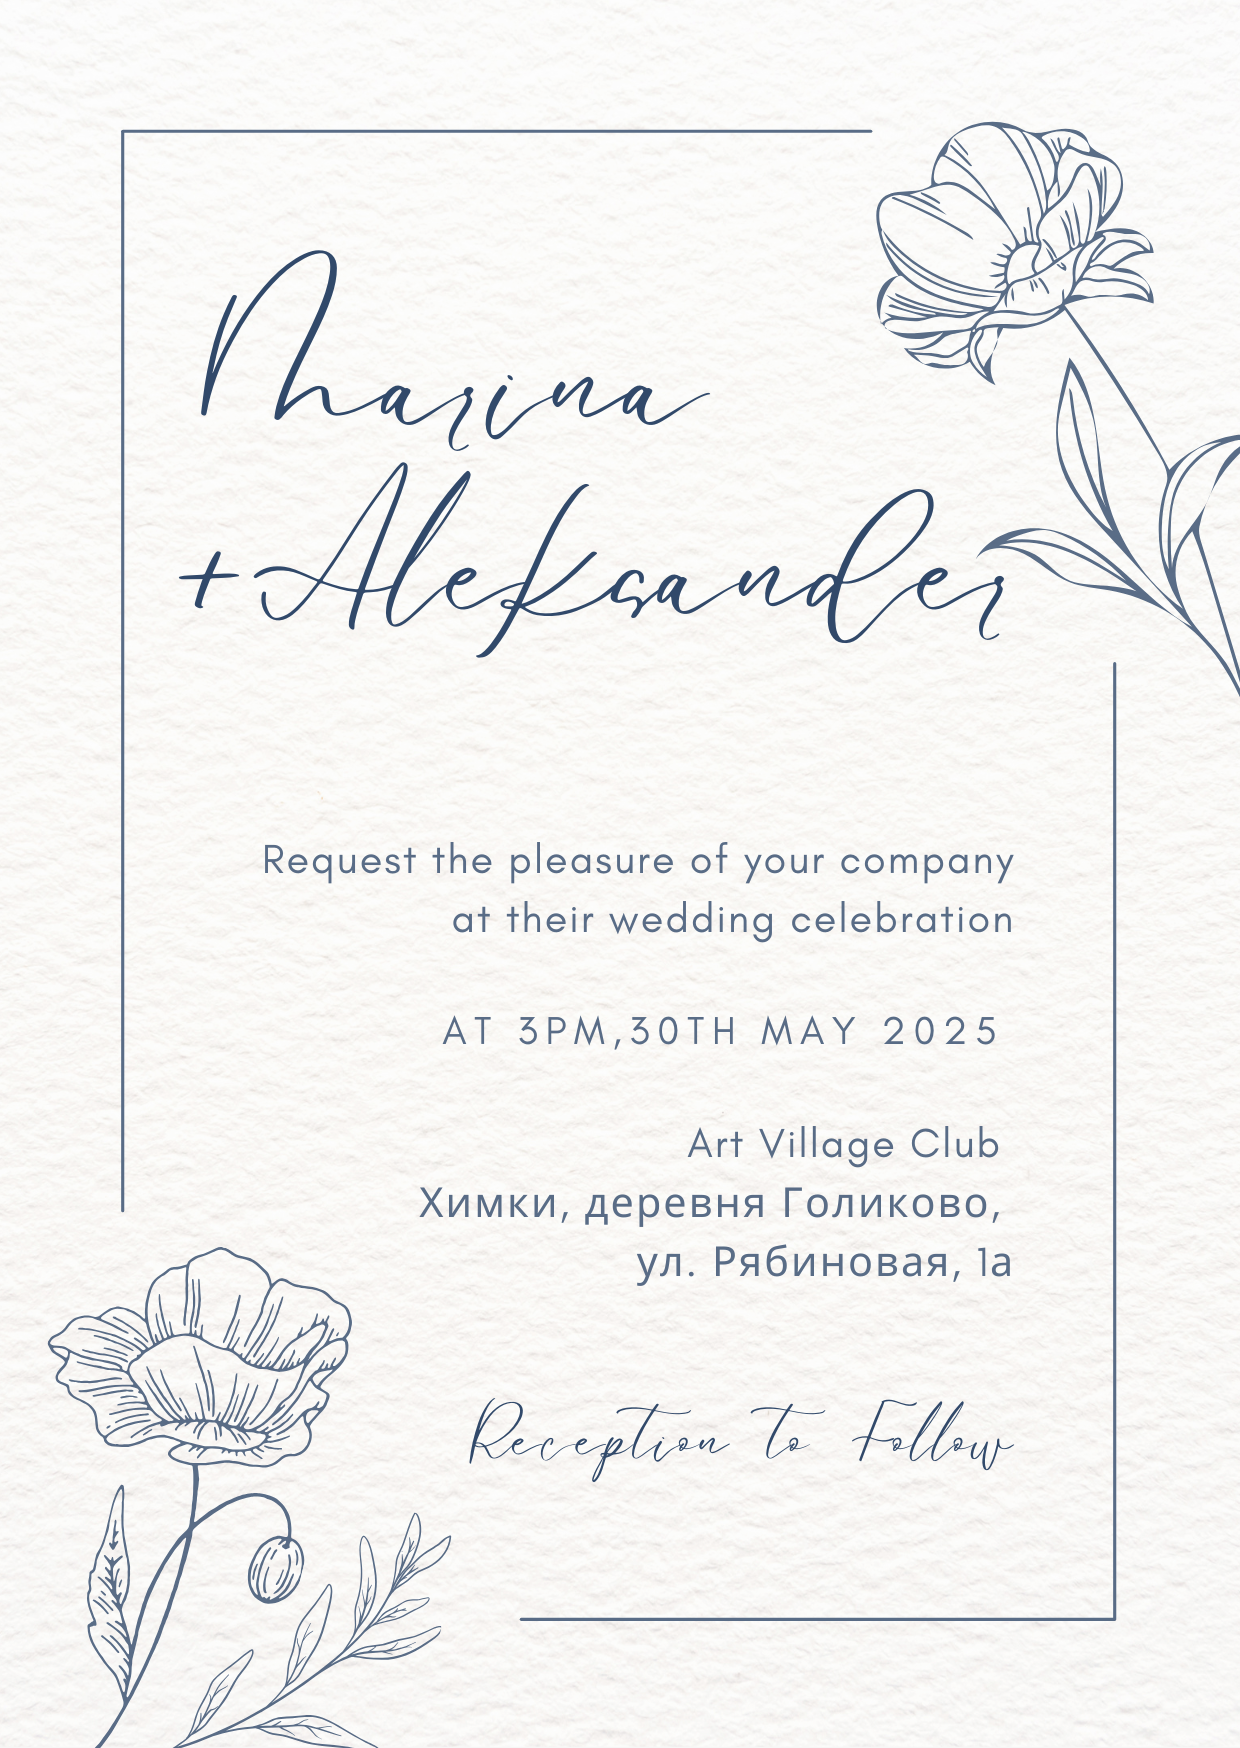 Marina
+Aleksander
Request the pleasure of your company
at their wedding celebration
AT 3PM,30TH MAY 2025
Art Village Club
Химки, деревня Голиково,
ул. Рябиновая, 1а
Reception to Follow